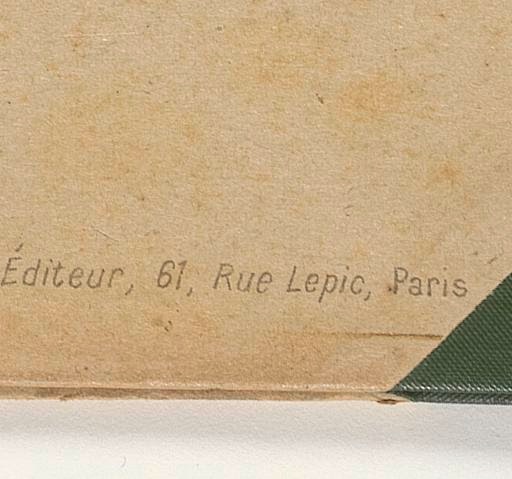 Éditeur, 61, Rue Lepic, Paris